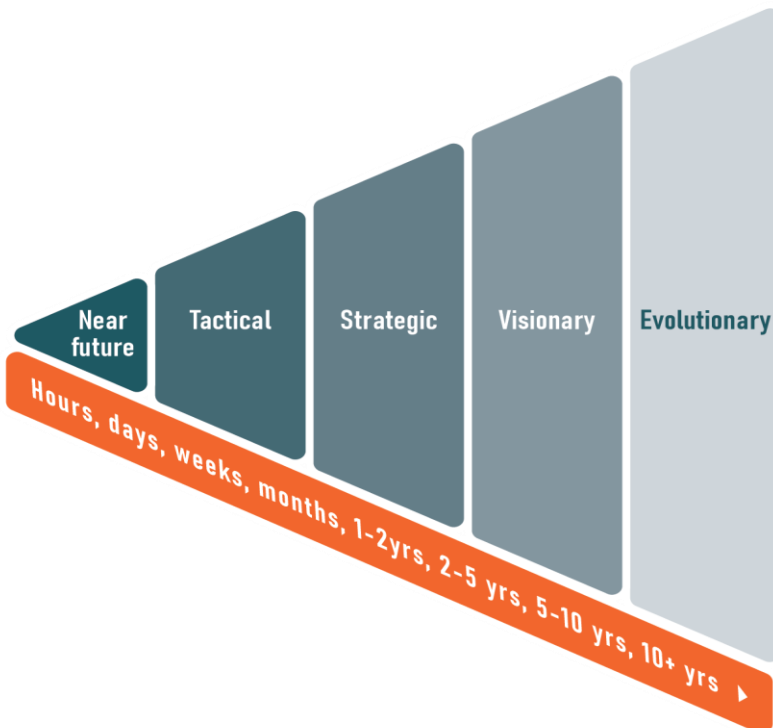 Near
future
Tactical
Strategic
Visionary
Evolutionary
Hours, days, weeks, months, 1-2yrs, 2-5 yrs, 5-10 yrs, 10+ yrs